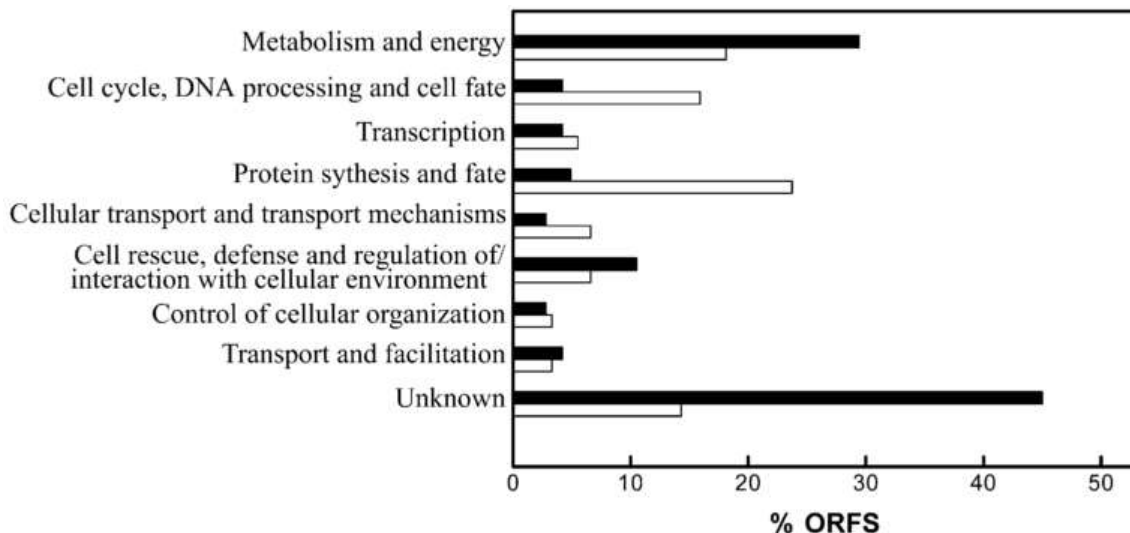 Metabolism and energy
Cell cycle, DNA processing and cell fate
Transcription
Protein sythesis and fate
Cellular transport and transport mechanisms
Cell rescue, defense and regulation of/
interaction with cellular environment
Control of cellular organization
Transport and facilitation
Unknown
0 10 20 30 40 50
% ORFS